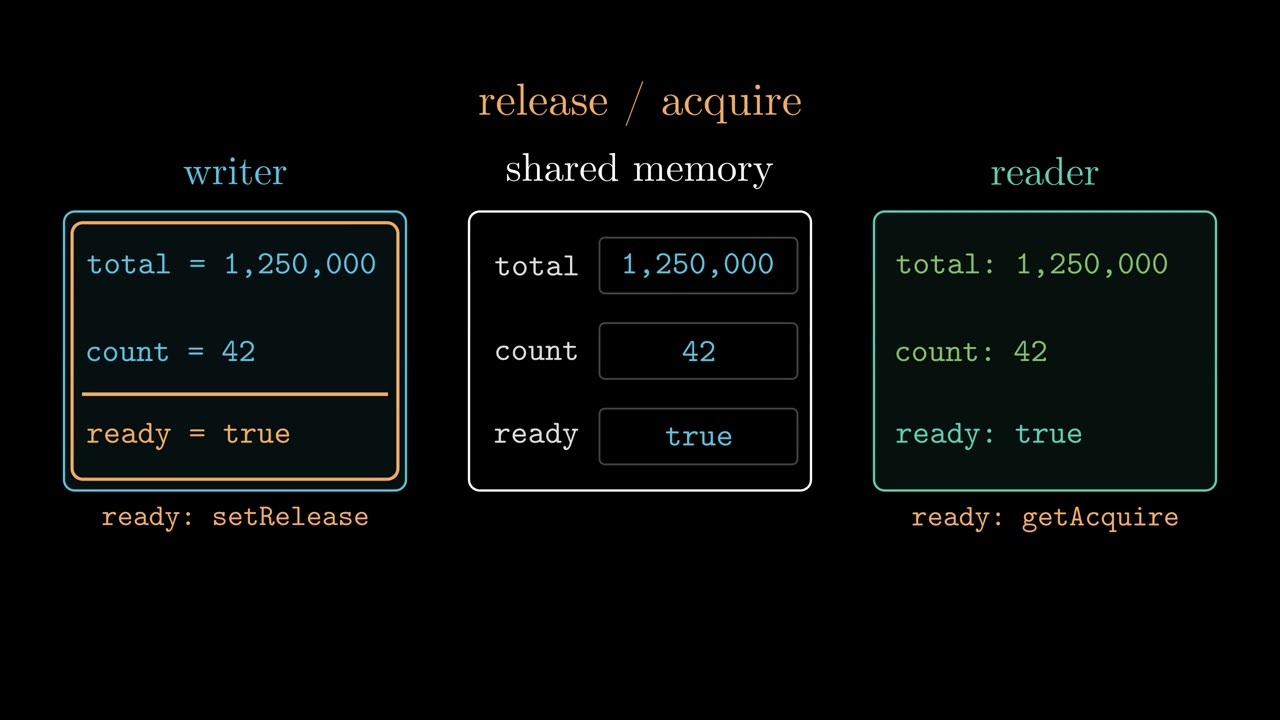 release / acquire
writer
shared memory
reader
total = 1,250,000
count = 42
ready = true
ready: setRelease
total 1,250,000
count 42
ready true
total: 1,250,000
count: 42
ready: true
ready: getAcquire